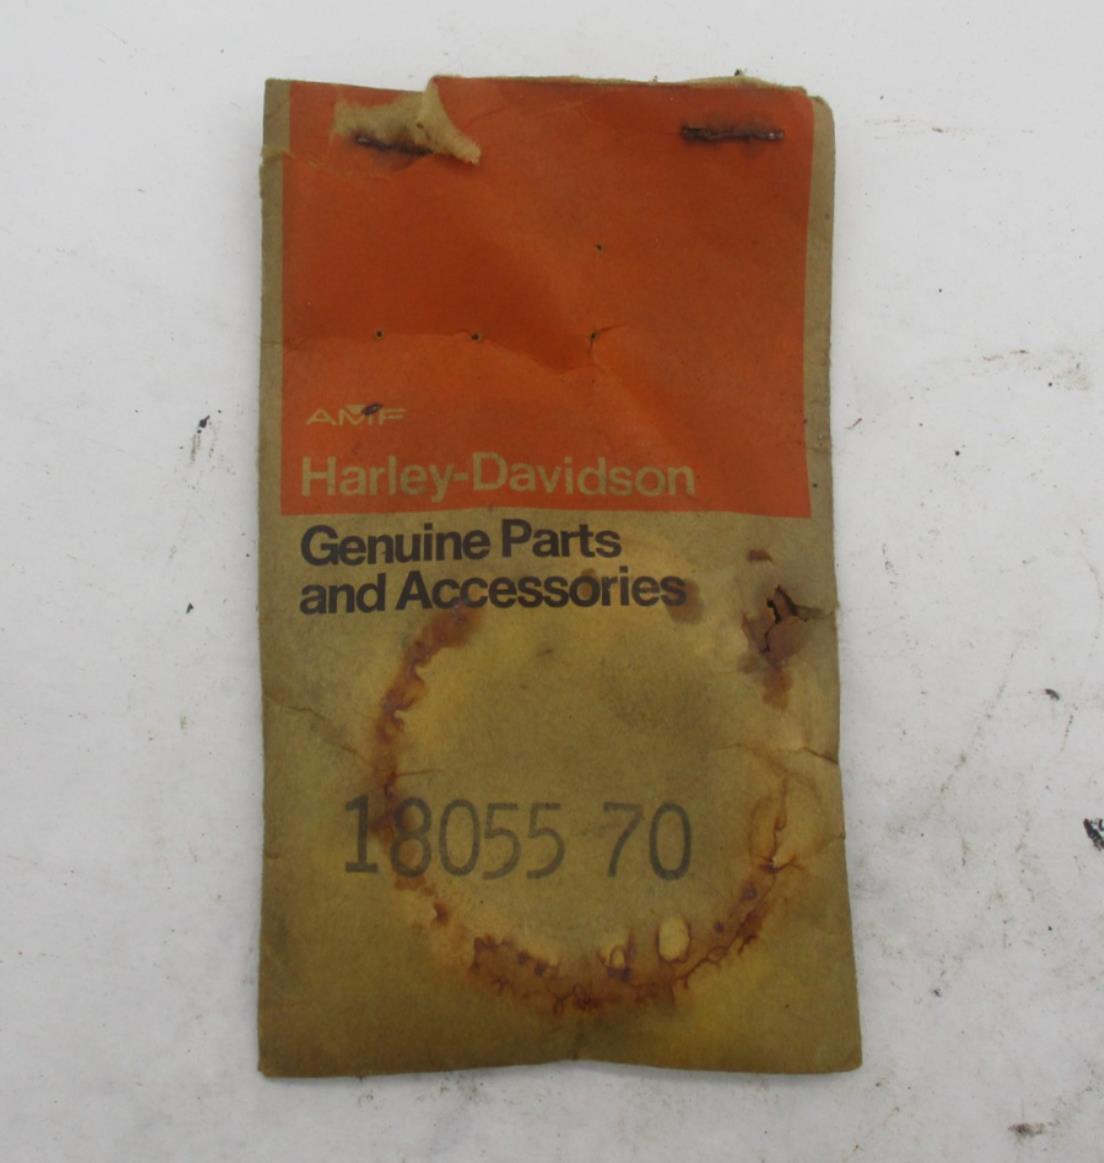 AMF
Harley-Davidson
Genuine Parts
and Accessories
18055 70